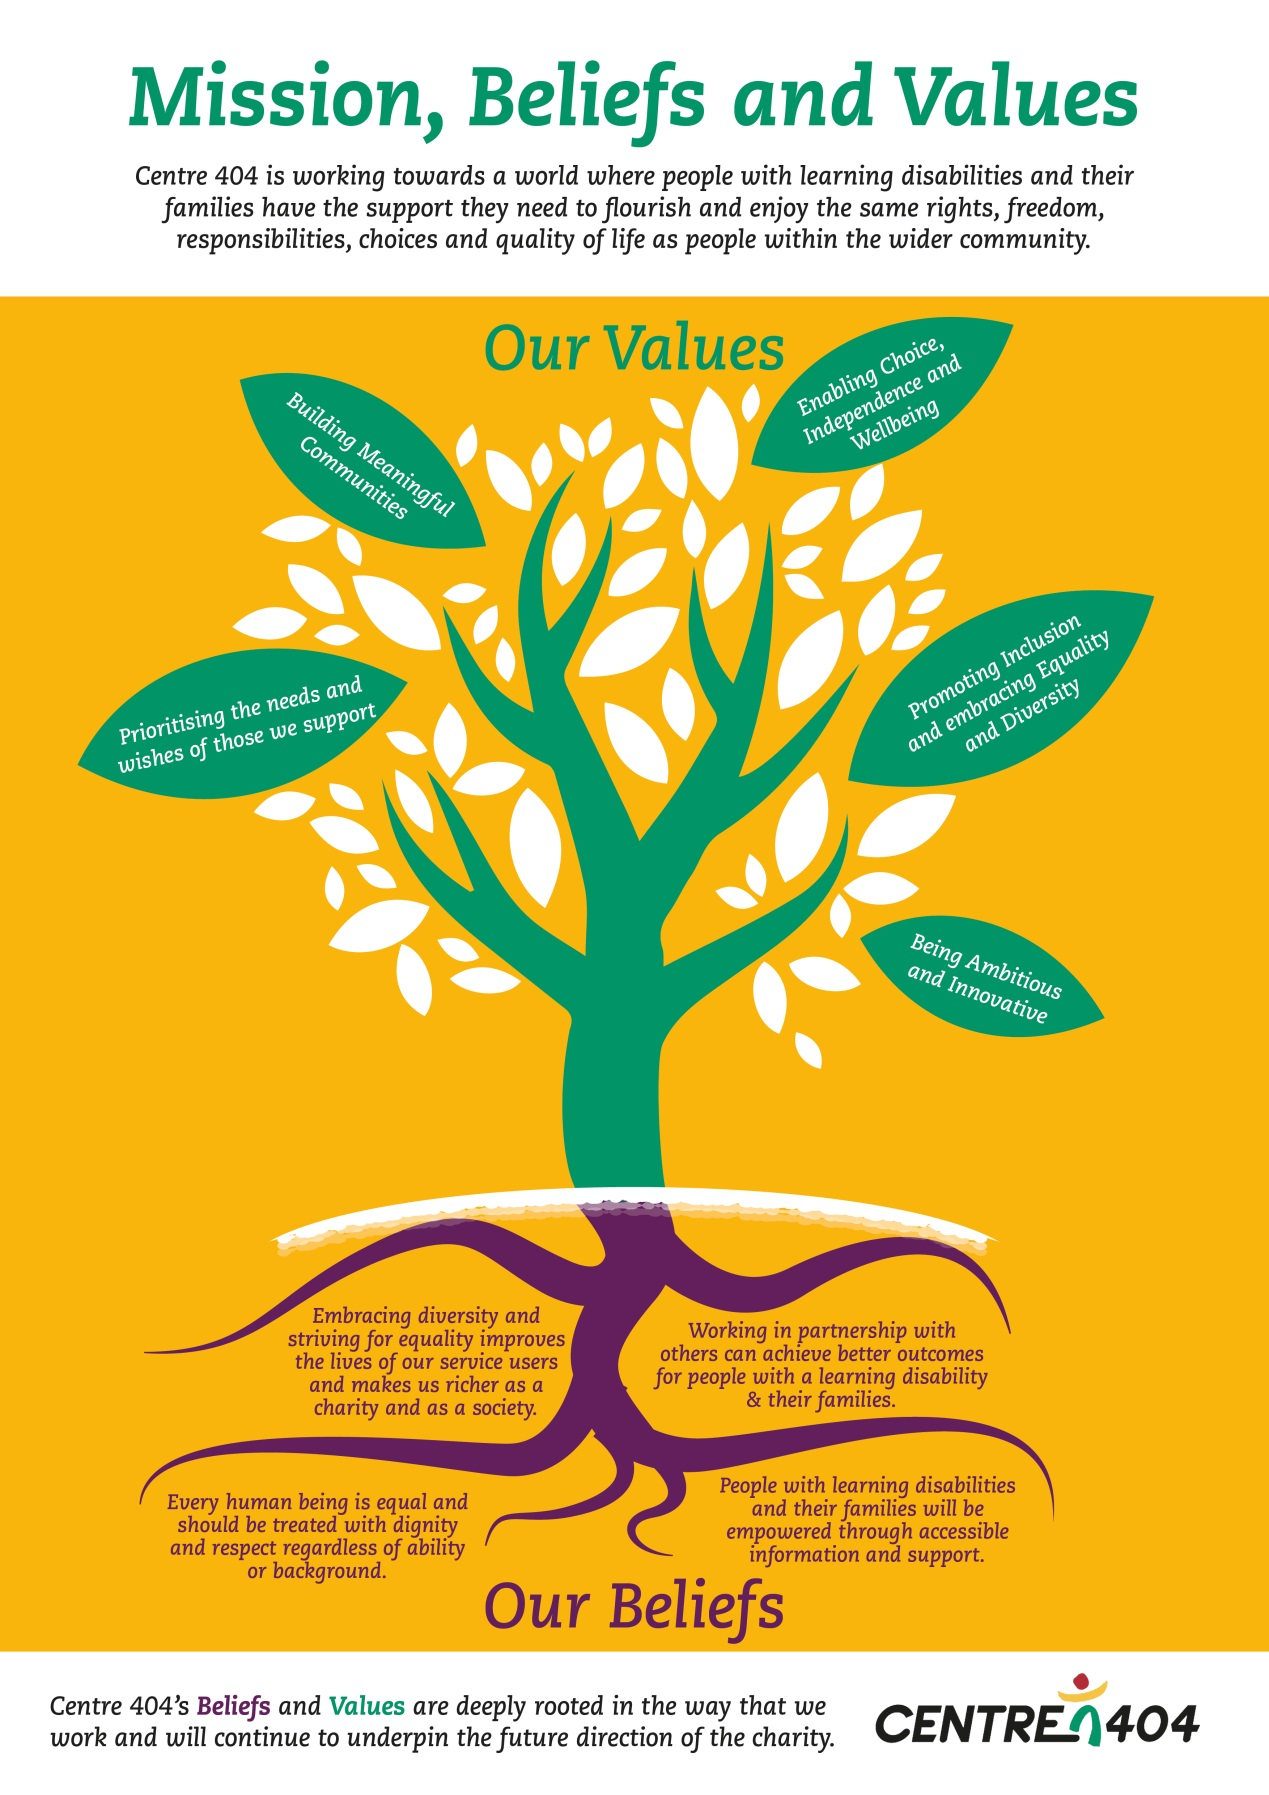 Mission, Beliefs and Values
Centre 404 is working towards a world where people with learning disabilities and their
families have the support they need to flourish and enjoy the same rights, freedom,
responsibilities, choices and quality of life as people within the wider community.
Our Values
Building Meaningful
Communities
Enabling Choice,
Independence and
Wellbeing
Prioritising the needs and
wishes of those we support
Promoting Inclusion
and embracing Equality
and Diversity
Being Ambitious
and Innovative
Embracing diversity and
striving for equality improves
the lives of our service users
and makes us richer as a
charity and as a society.
Working in partnership with
others can achieve better outcomes
for people with a learning disability
& their families.
Every human being is equal and
should be treated with dignity
and respect regardless of ability
or background.
People with learning disabilities
and their families will be
empowered through accessible
information and support.
Our Beliefs
Centre 404's Beliefs and Values are deeply rooted in the way that we
work and will continue to underpin the future direction of the charity.
CENTRE 404